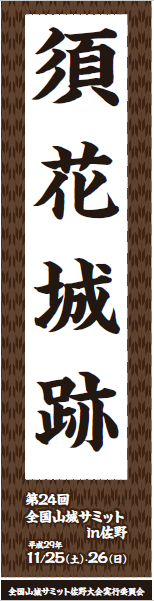 須花城跡
第24回
全国山城サミット
in佐野
平成29年
11/25(土)·26(日)
全国山城サミット佐野大会実行委員会